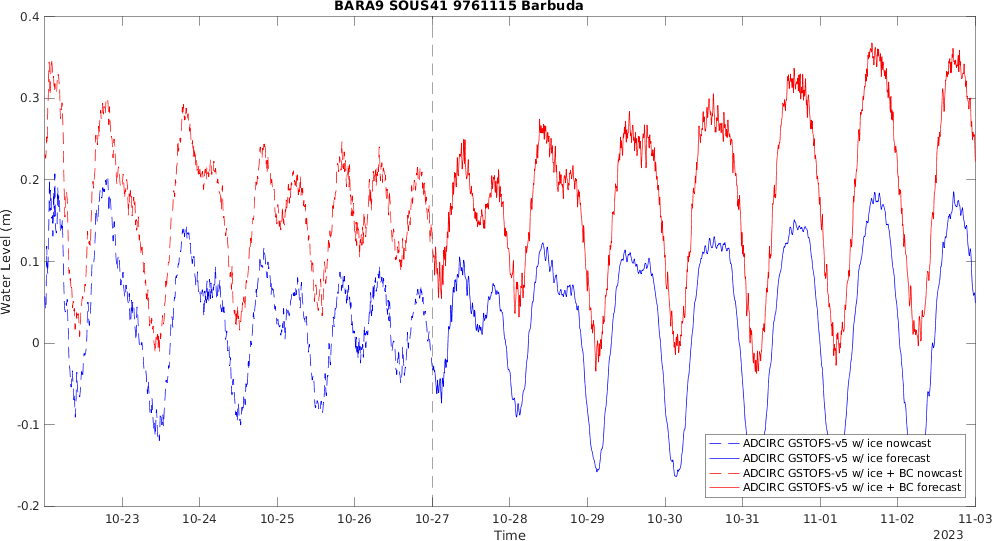 BARA9 SOUS41 9761115 Barbuda
0.4
0.3
0.2
0.1
0
-0.1
-0.2
Water Level (m)
10-23 10-24 10-25 10-26 10-27 10-28 10-29 10-30 10-31 11-01 11-02 11-03
Time
2023
ADCIRC GSTOFS-v5 w/ ice nowcast
ADCIRC GSTOFS-v5 w/ ice forecast
ADCIRC GSTOFS-v5 w/ ice + BC nowcast
ADCIRC GSTOFS-v5 w/ ice + BC forecast